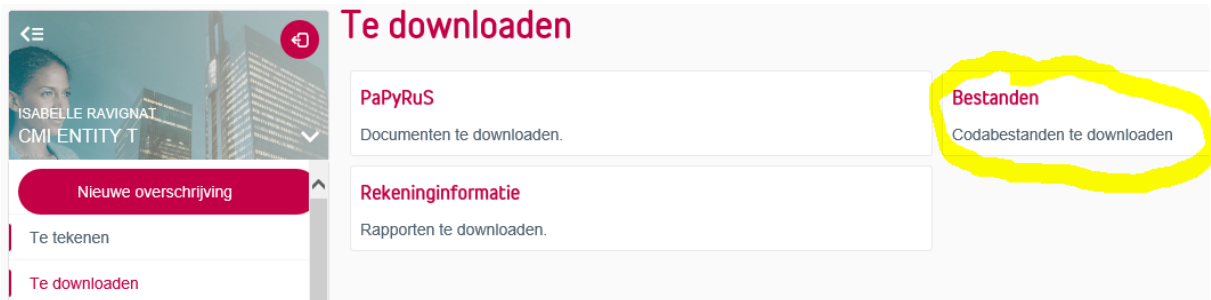 ISABELLE RAVIGNAT
CMI ENTITY T
Nieuwe overschrijving
Te tekenen
Te downloaden
Te downloaden
PaPyRuS
Documenten te downloaden.
Bestanden
Codabestanden te downloaden
Rekeninginformatie
Rapporten te downloaden.